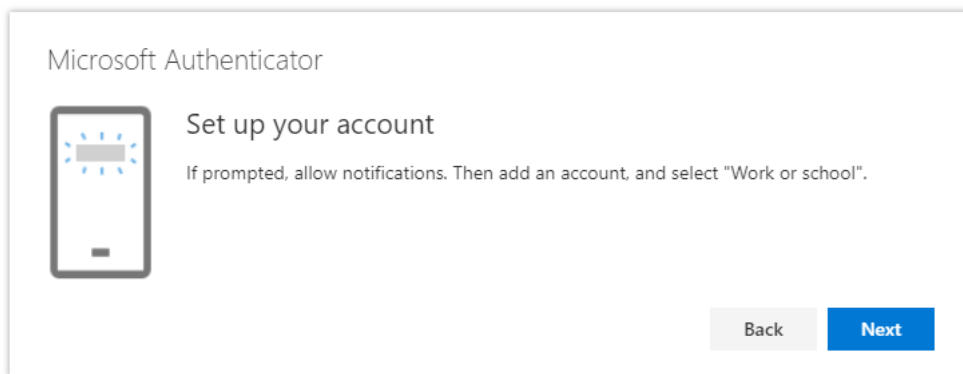 Microsoft Authenticator
Set up your account
If prompted, allow notifications. Then add an account, and select "Work or school".
Back
Next